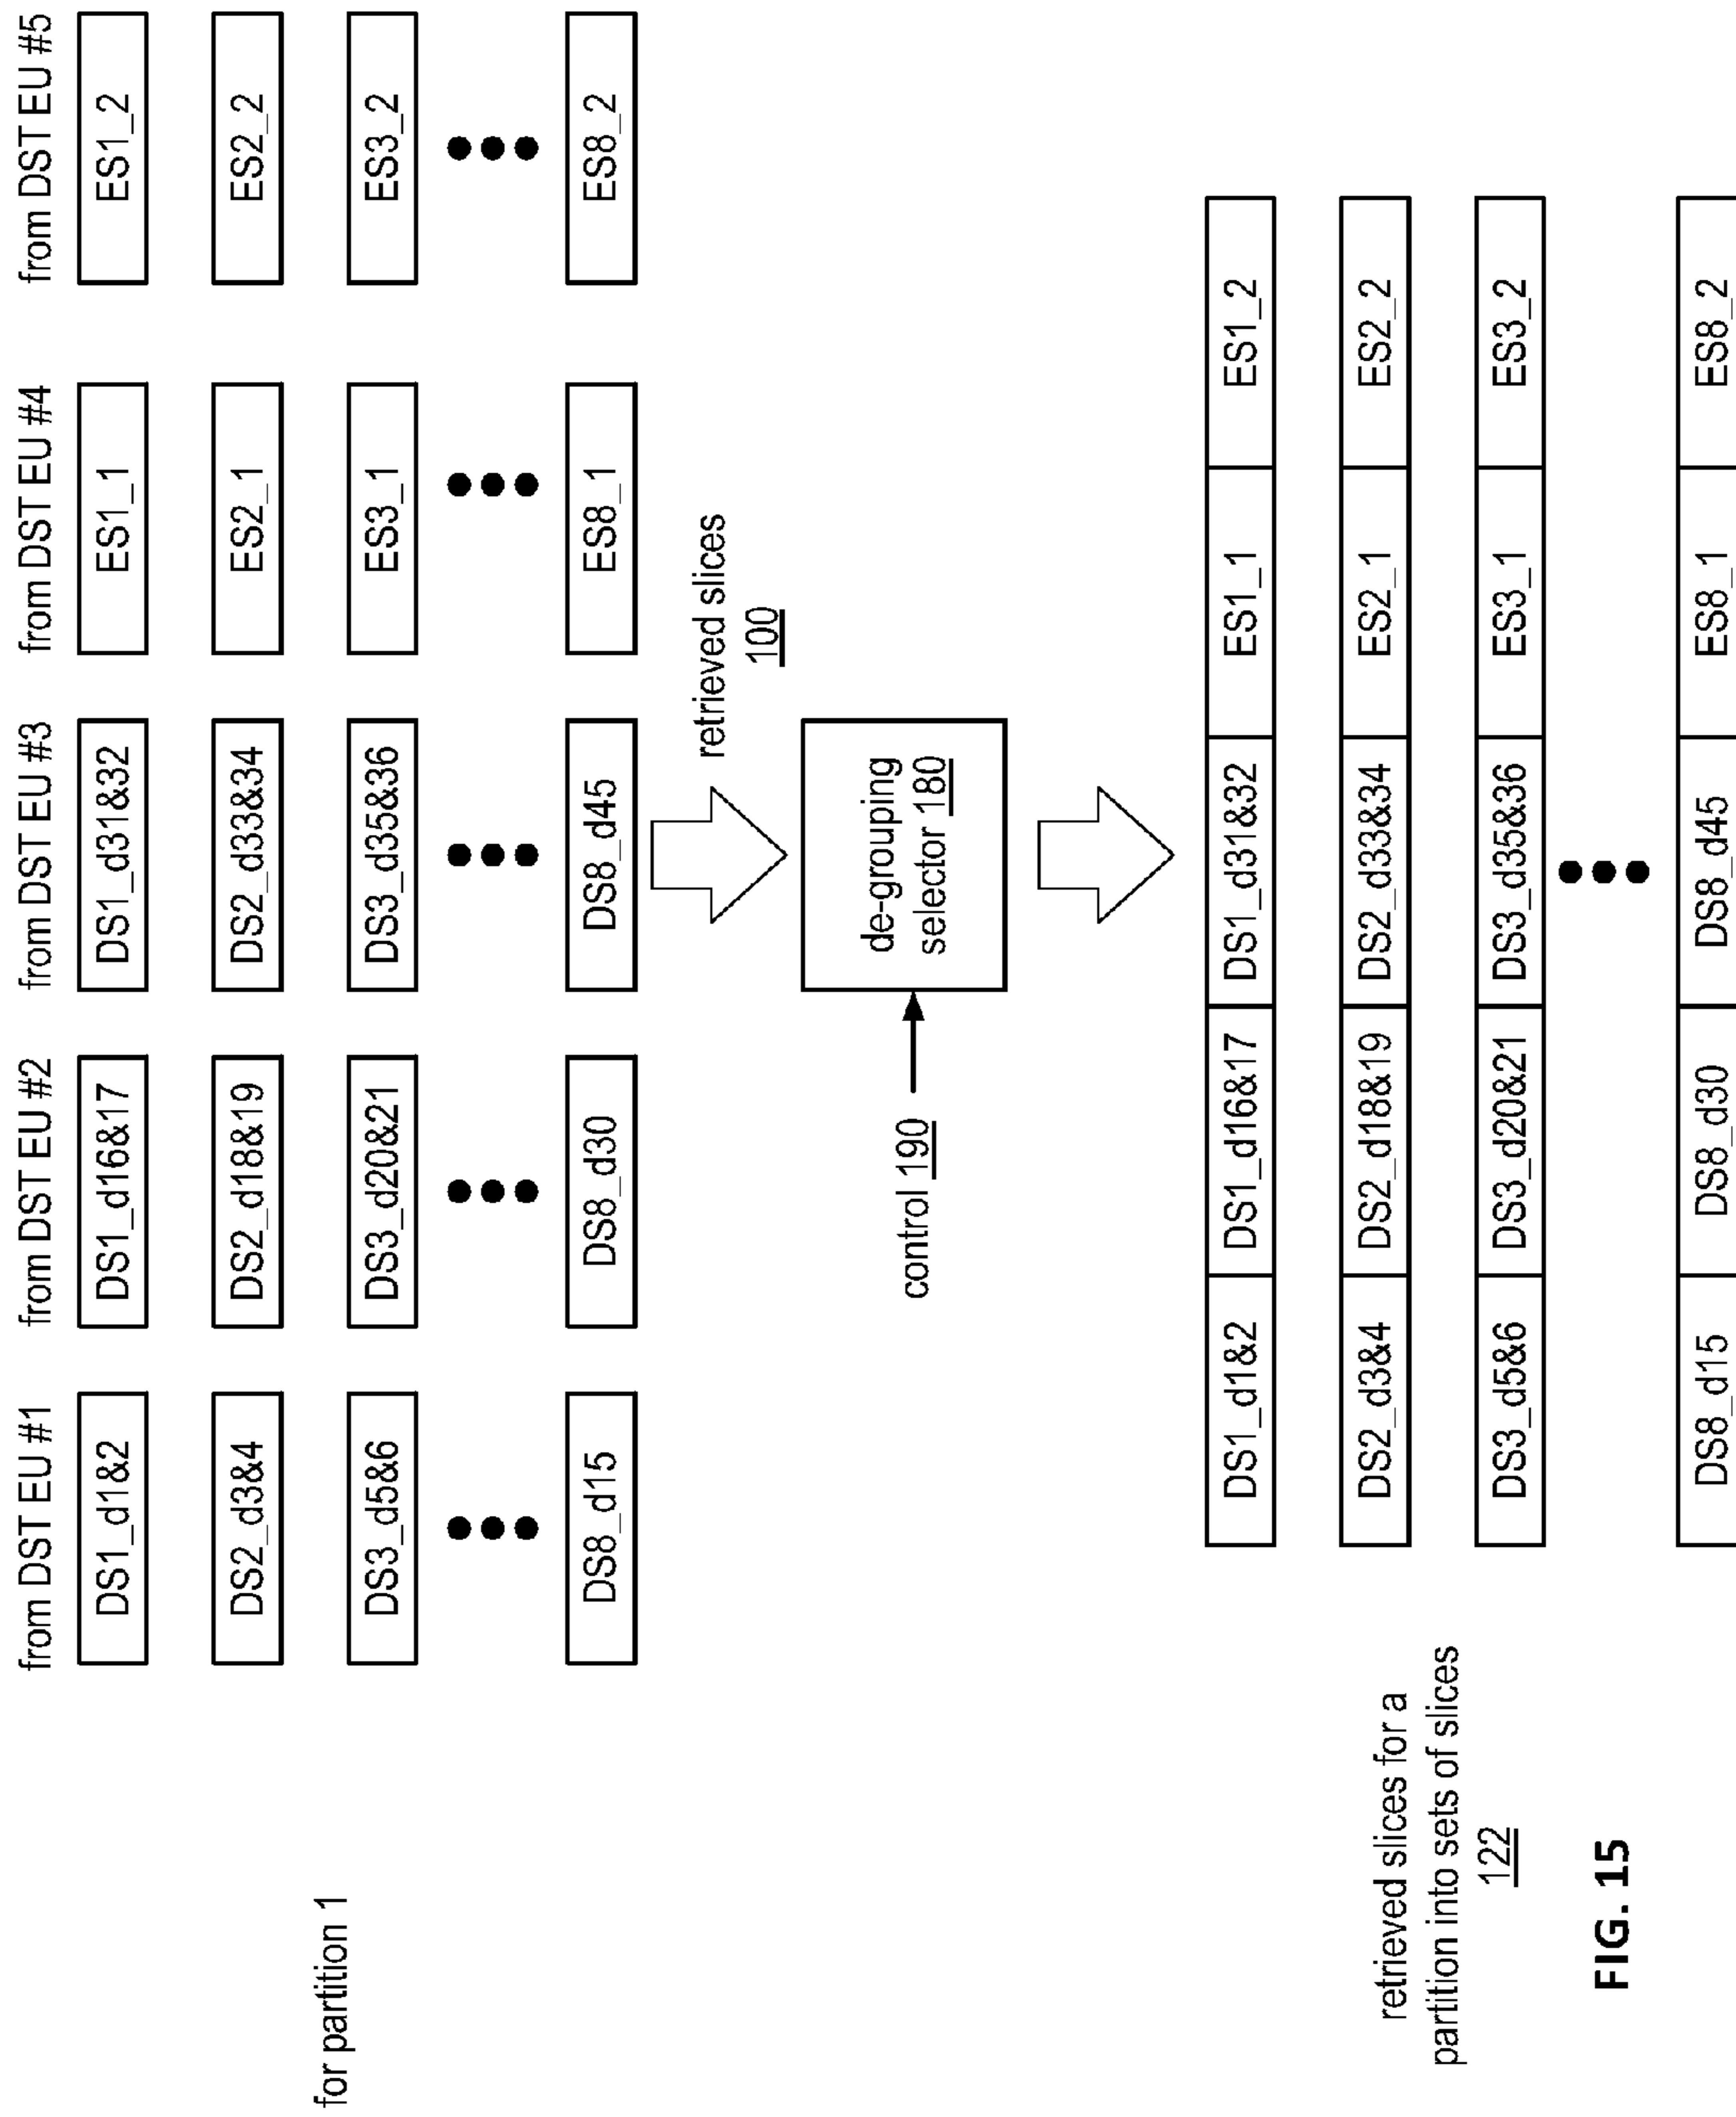 from DST EU #1 from DST EU #2 from DST EU #3 from DST EU #4 from DST EU #5
DS1_d1&2 DS1_d16&17 DS1_d31&32 ES1_1 ES1_2
DS2_d3&4 DS2_d18&19 DS2_d33&34 ES2_1 ES2_2
for partition 1
DS3_d5&6 DS3_d20&21 DS3_d35&36 ES3_1 ES3_2
DS8_d15 DS8_d30 DS8_d45 ES8_1 ES8_2
retrieved slices
100
control 190
de-grouping
selector 180
DS1_d1&2 DS1_d16&17 DS1_d31&32 ES1_1 ES1_2
retrieved slices for a
partition into sets of slices
122
DS2_d3&4 DS2_d18&19 DS2_d33&34 ES2_1 ES2_2
DS3_d5&6 DS3_d20&21 DS3_d35&36 ES3_1 ES3_2
DS8_d15 DS8_d30 DS8_d45 ES8_1 ES8_2
FIG. 15